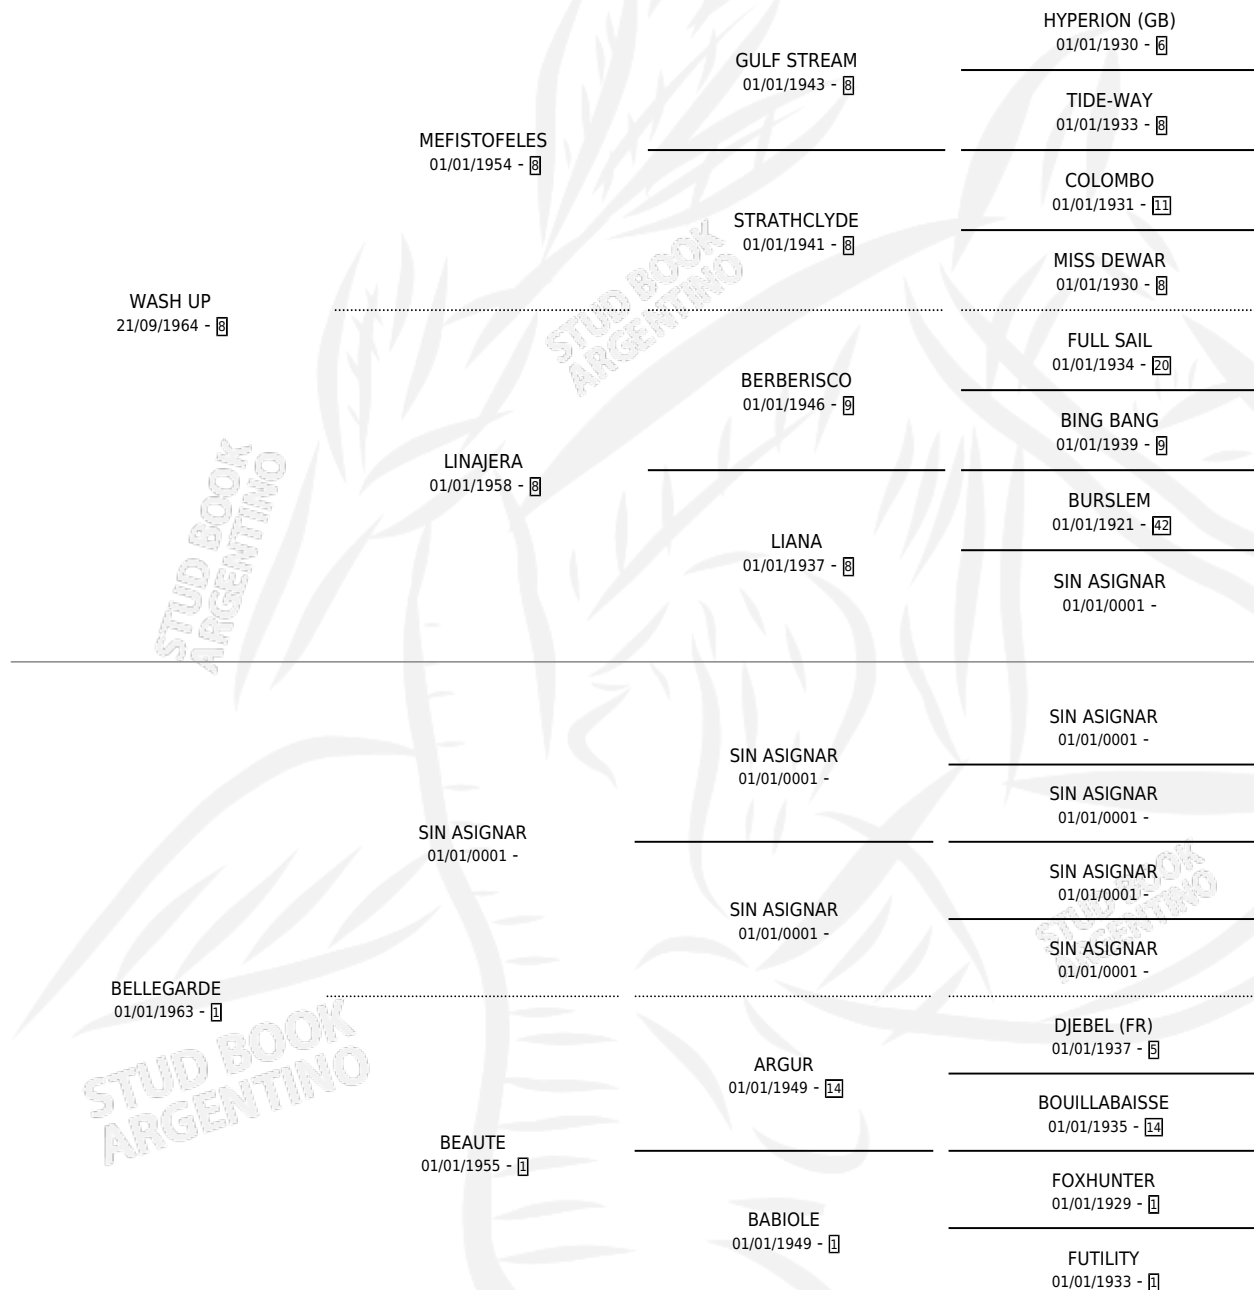 HYPERION (GB)
01/01/1930 - 6
GULF STREAM
01/01/1943 - 8
TIDE-WAY
01/01/1933 - 8
MEFISTOFELES
01/01/1954 - 8
COLOMBO
01/01/1931 - 11
STRATHCLYDE
01/01/1941 - 8
MISS DEWAR
01/01/1930 - 8
WASH UP
21/09/1964 - 8
FULL SAIL
01/01/1934 - 20
BERBERISCO
01/01/1946 - 9
BING BANG
01/01/1939 - 9
LINAJERA
01/01/1958 - 8
BURSLEM
01/01/1921 - 42
LIANA
01/01/1937 - 8
SIN ASIGNAR
01/01/0001 -
SIN ASIGNAR
01/01/0001 -
SIN ASIGNAR
01/01/0001 -
SIN ASIGNAR
01/01/0001 -
SIN ASIGNAR
01/01/0001 -
SIN ASIGNAR
01/01/0001 -
SIN ASIGNAR
01/01/0001 -
SIN ASIGNAR
01/01/0001 -
BELLEGARDE
01/01/1963 - 1
DJEBEL (FR)
01/01/1937 - 5
ARGUR
01/01/1949 - 14
BOUILLABAISSE
01/01/1935 - 14
BEAUTE
01/01/1955 - 1
FOXHUNTER
01/01/1929 - 1
BABIOLE
01/01/1949 - 1
FUTILITY
01/01/1933 - 1
STUD BOOK
ARGENTINO
STUD BOOK
ARGENTINO
STUD BOOK
ARGENTINO
STUD BOOK
ARGENTINO